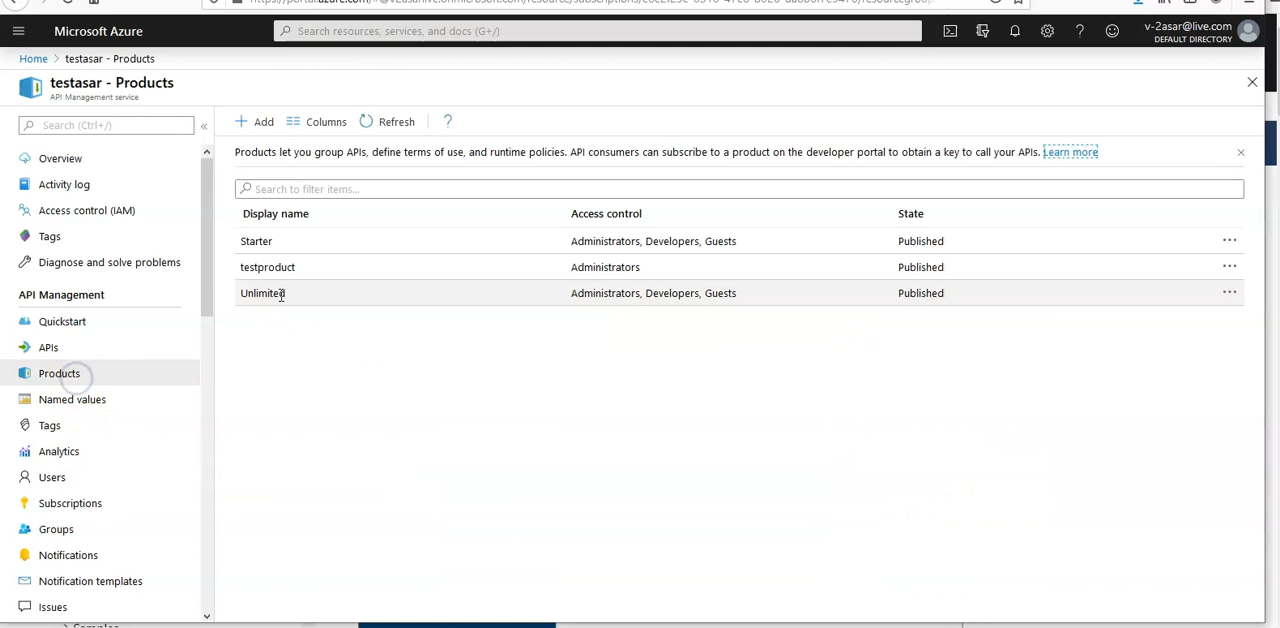 Microsoft Azure
Search resources, services, and docs (G+/)
v-2asar@live.com
DEFAULT DIRECTORY
Home > testasar - Products
testasar - Products
API Management service
Search (Ctrl+/)
«
Overview
Activity log
Access control (IAM)
Tags
Diagnose and solve problems
API Management
Quickstart
APIs
Products
Named values
Tags
Analytics
Users
Subscriptions
Groups
Notifications
Notification templates
Issues
+ Add
Columns
Refresh
?
Products let you group APIs, define terms of use, and runtime policies. API consumers can subscribe to a product on the developer portal to obtain a key to call your APIs. Learn more
Search to filter items...
Display name Access control State
Starter Administrators, Developers, Guests Published ...
testproduct Administrators Published ...
Unlimited Administrators, Developers, Guests Published ...